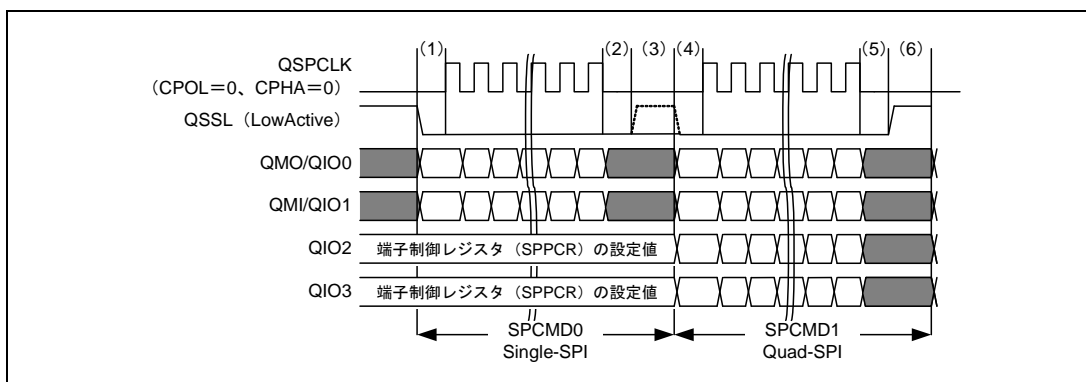 (1) (2) (3) (4) (5) (6)
QSPCLK
(CPOL=0、CPHA=0)
QSSL (LowActive)
QMO/QIO0
QMI/QIO1
QIO2 端子制御レジスタ (SPPCR) の設定値
QIO3 端子制御レジスタ (SPPCR) の設定値
SPCMD0
Single-SPI
SPCMD1
Quad-SPI